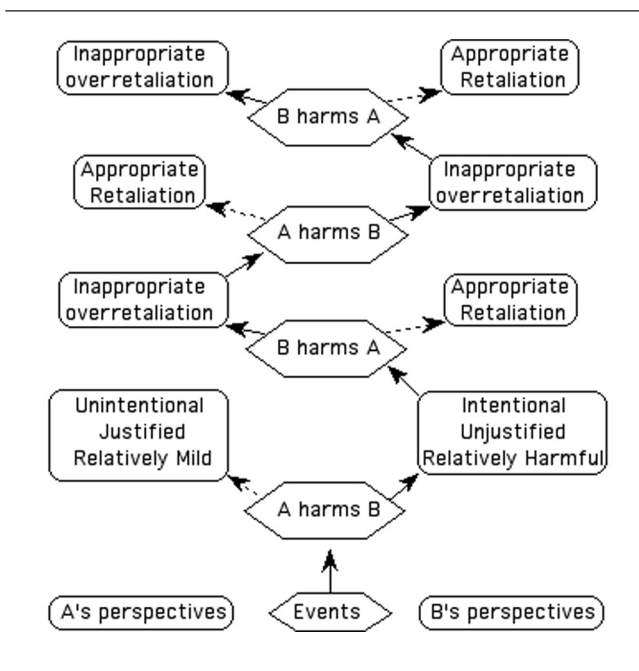 Inappropriate
overretaliation
Appropriate
Retaliation
B harms A
Appropriate
Retaliation
Inappropriate
overretaliation
A harms B
Inappropriate
overretaliation
Appropriate
Retaliation
B harms A
Unintentional
Justified
Relatively Mild
Intentional
Unjustified
Relatively Harmful
A harms B
A's perspectives
Events
B's perspectives